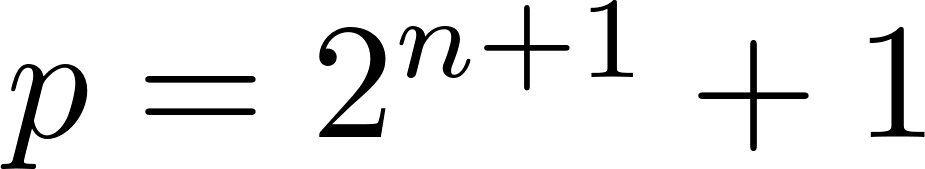 p = 2^{n+1} + 1